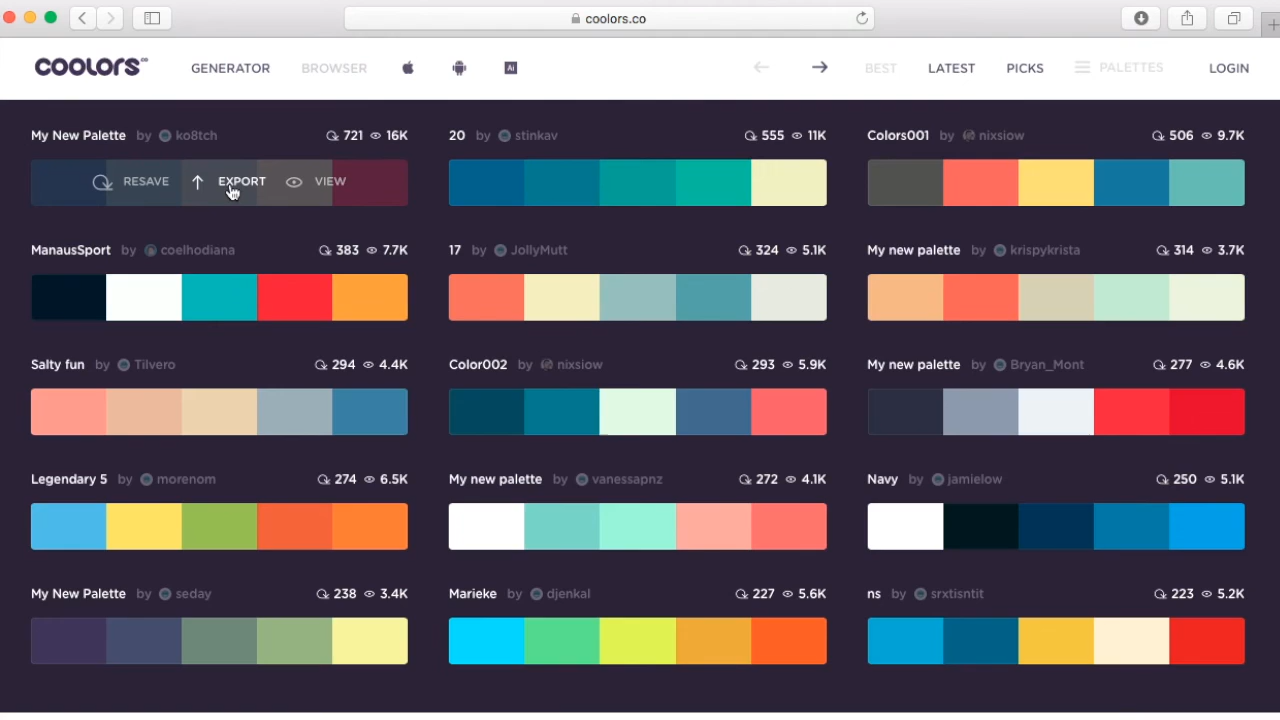 coolors.co
COOLORS.CO GENERATOR BROWSER Ai BEST LATEST PICKS PALETTES LOGIN
My New Palette by ko8tch 721 16K 20 by stinkav 555 11K Colors001 by nixsiow 506 9.7K
RESAVE EXPORT VIEW
ManausSport by coelhodiana 383 7.7K 17 by JollyMutt 324 5.1K My new palette by krispykrista 314 3.7K
Salty fun by Tilvero 294 4.4K Color002 by nixsiow 293 5.9K My new palette by Bryan_Mont 277 4.6K
Legendary 5 by morenom 274 6.5K My new palette by vanessapnz 272 4.1K Navy by jamielow 250 5.1K
My New Palette by seday 238 3.4K Marieke by djenkal 227 5.6K ns by srxtisntit 223 5.2K